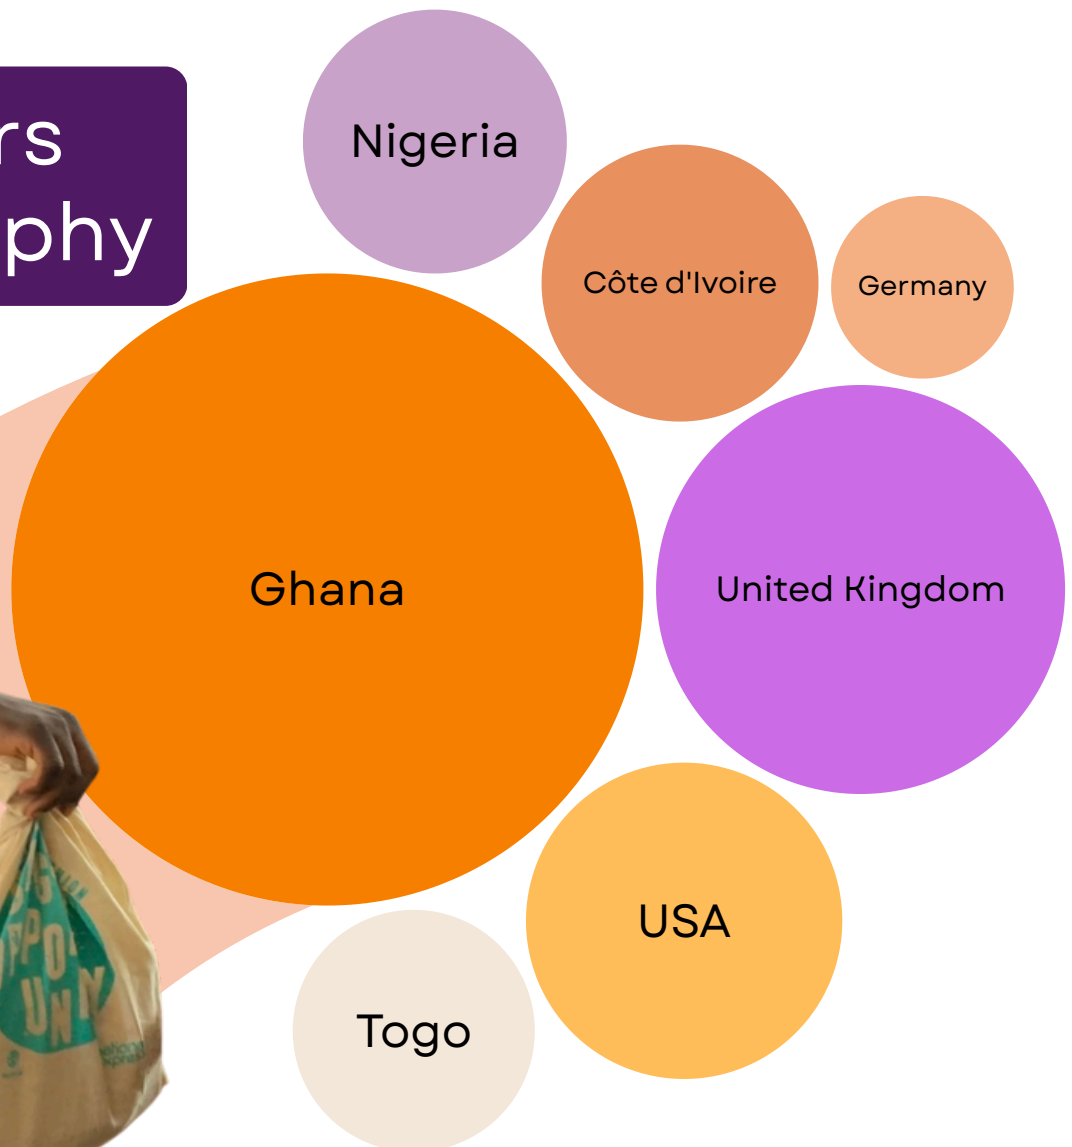 rs
phy
Nigeria
Côte d'Ivoire
Germany
Ghana
United Kingdom
USA
Togo